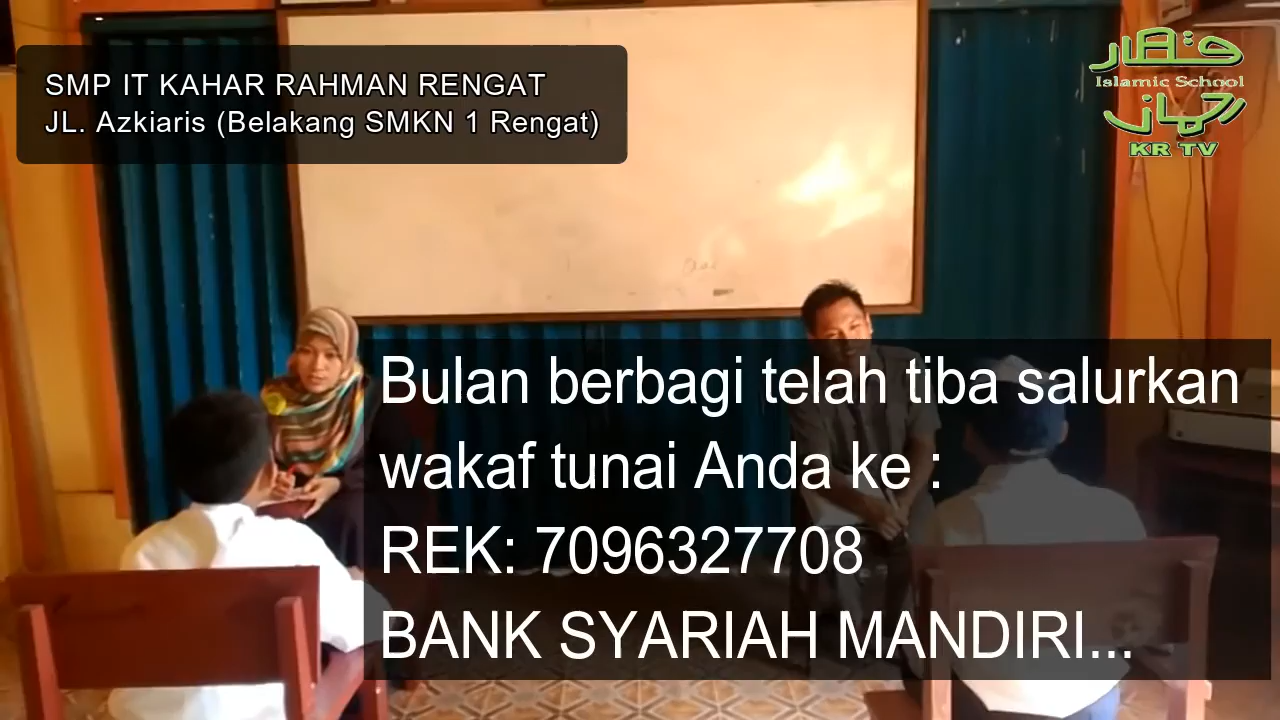 SMP IT KAHAR RAHMAN RENGAT
JL. Azkiaris (Belakang SMKN 1 Rengat)
Islamic School
KR TV
Bulan berbagi telah tiba salurkan
wakaf tunai Anda ke :
REK: 7096327708
BANK SYARIAH MANDIRI...